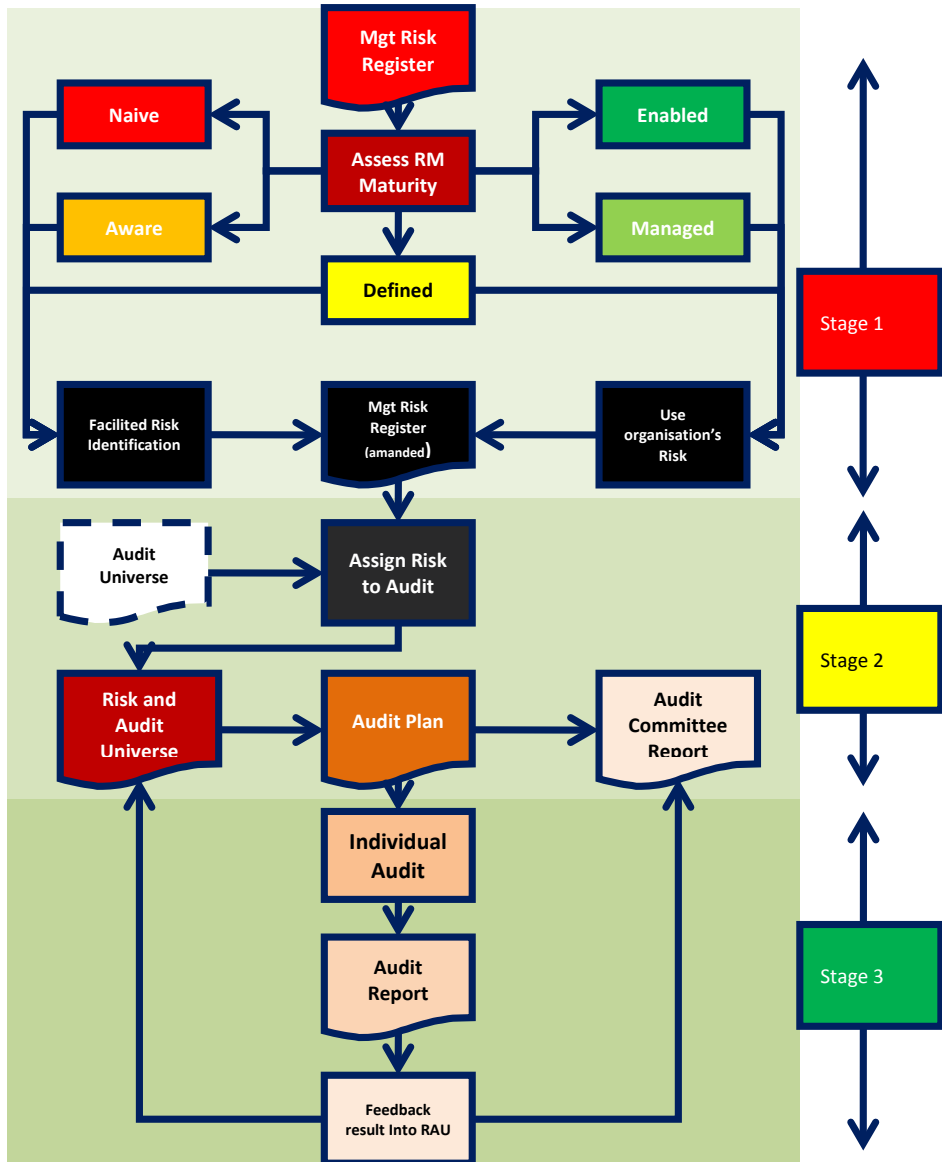 Mgt Risk
Register
Naive
Enabled
Assess RM
Maturity
Aware
Managed
Defined
Stage 1
Facilited Risk
Identification
Mgt Risk
Register
(amanded)
Use
organisation's
Risk
Audit
Universe
Assign Risk
to Audit
Stage 2
Risk and
Audit
Universe
Audit Plan
Audit
Committee
Report
Individual
Audit
Audit
Report
Stage 3
Feedback
result Into RAU